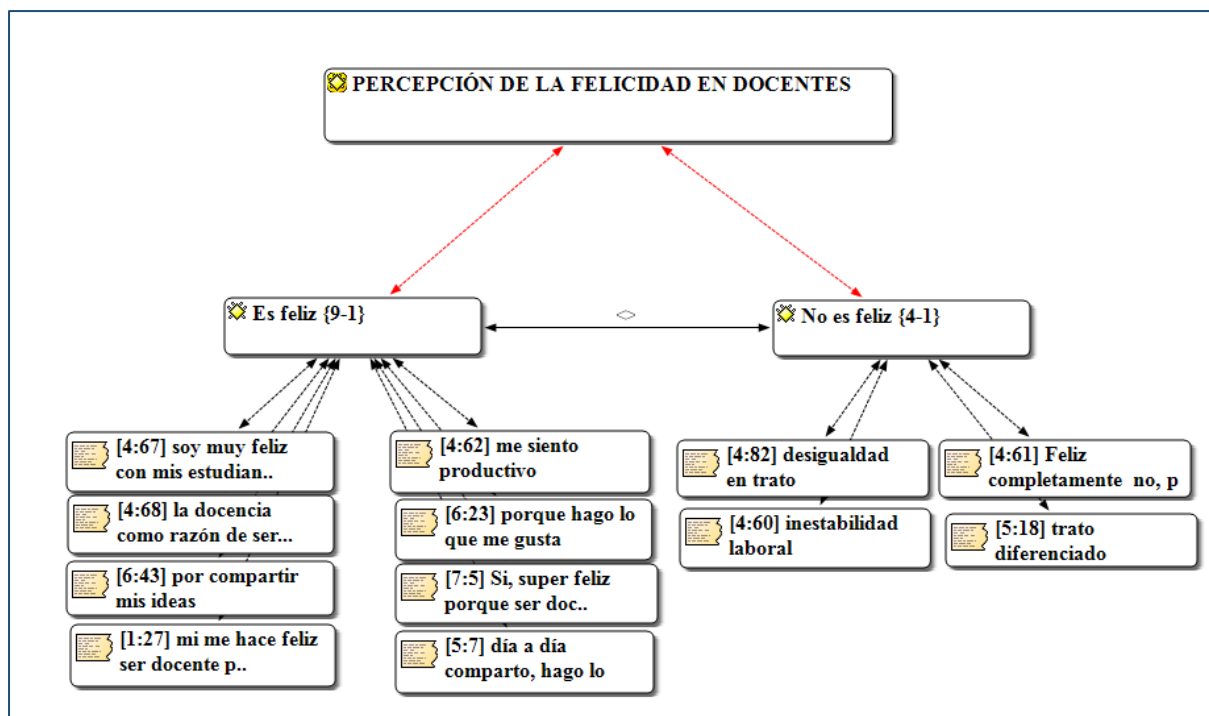 PERCEPCIÓN DE LA FELICIDAD EN DOCENTES
Es feliz {9-1}
No es feliz {4-1}
[4:67] soy muy feliz
con mis estudian..
[4:68] la docencia
como razón de ser...
[6:43] por compartir
mis ideas
[1:27] mi me hace feliz
ser docente p..
[4:62] me siento
productivo
[6:23] porque hago lo
que me gusta
[7:5] Si, super feliz
porque ser doc..
[5:7] día a día
comparto, hago lo
[4:82] desigualdad
en trato
[4:60] inestabilidad
laboral
[4:61] Feliz
completamente no, p
[5:18] trato
diferenciado